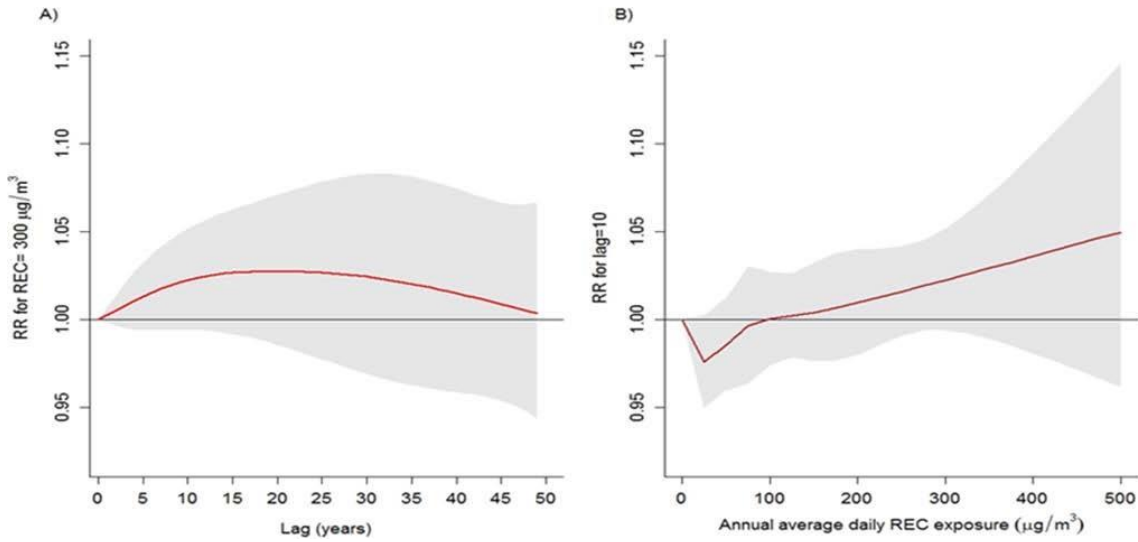 A)
RR for REC= 300 μg/m³
1.15
1.10
1.05
1.00
0.95
0 5 10 15 20 25 30 35 40 45 50
Lag (years)
B)
RR for lag=10
1.15
1.10
1.05
1.00
0.95
0 100 200 300 400 500
Annual average daily REC exposure (μg/m³)